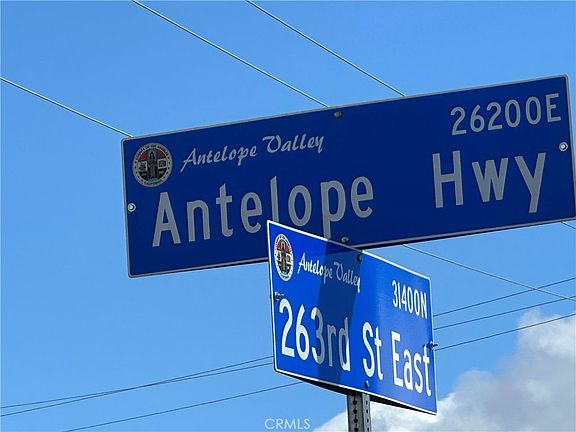 Antelope Valley
26200E
Antelope Hwy
Antelope Valley
31400N
263rd St East
CRMLS